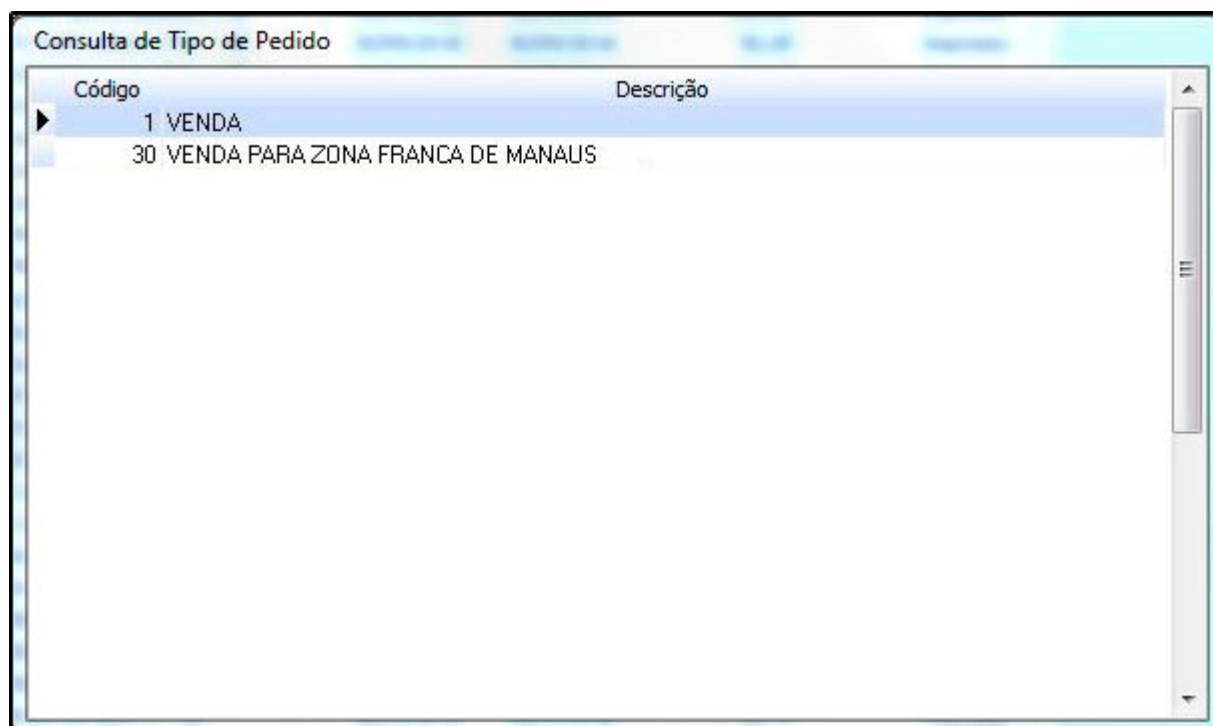 Consulta de Tipo de Pedido
Código Descrição
1 VENDA
30 VENDA PARA ZONA FRANCA DE MANAUS